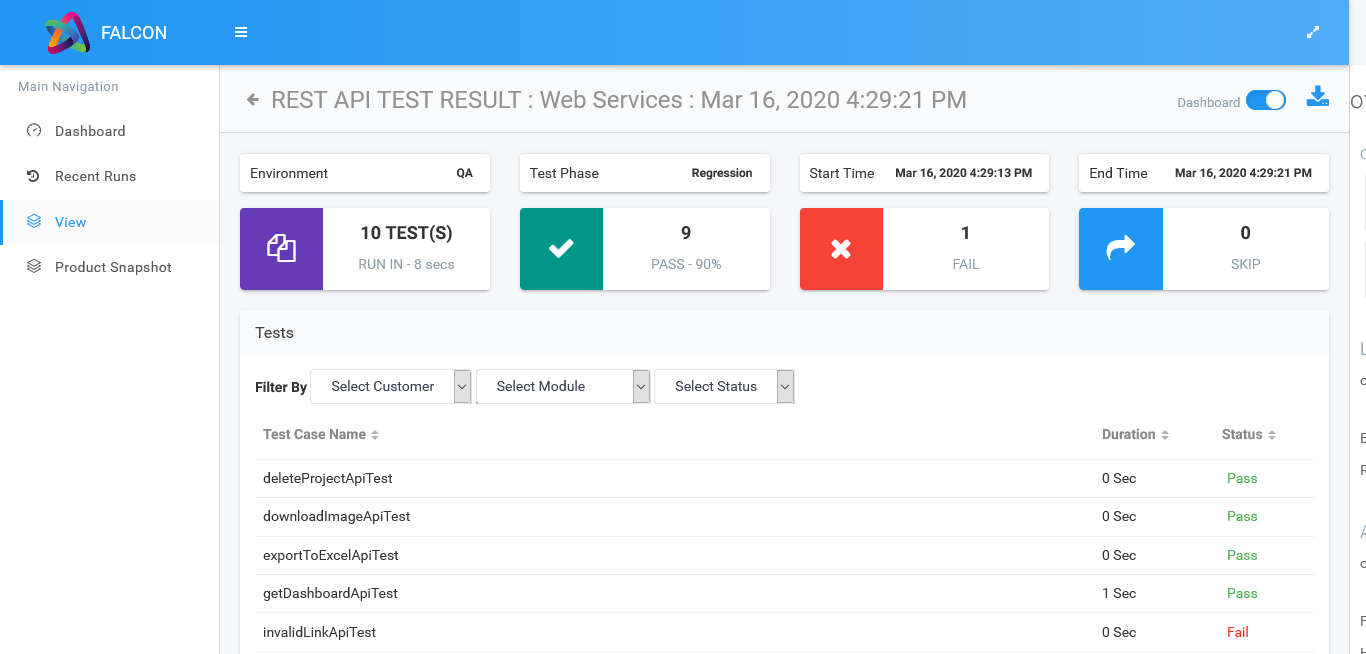 FALCON
Main Navigation
Dashboard
Recent Runs
View
Product Snapshot
REST API TEST RESULT : Web Services : Mar 16, 2020 4:29:21 PM
Dashboard
Environment QA
Test Phase Regression
Start Time Mar 16, 2020 4:29:13 PM
End Time Mar 16, 2020 4:29:21 PM
10 TEST(S)
RUN IN - 8 secs
9
PASS - 90%
1
FAIL
0
SKIP
Tests
Filter By Select Customer Select Module Select Status
Test Case Name Duration Status
deleteProjectApiTest 0 Sec Pass
downloadImageApiTest 0 Sec Pass
exportToExcelApiTest 0 Sec Pass
getDashboardApiTest 1 Sec Pass
invalidLinkApiTest 0 Sec Fail